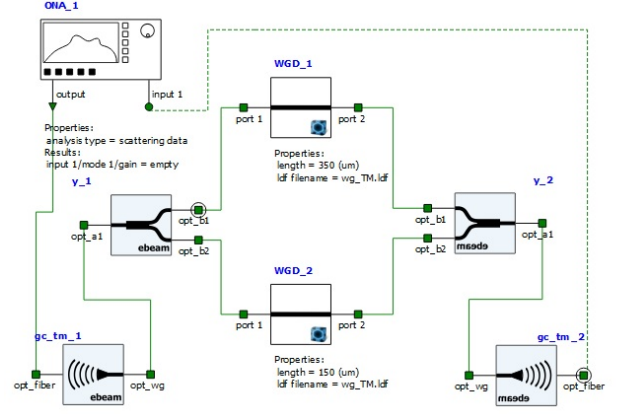 ONA_1
output
input 1
Properties:
analysis type = scattering data
Results:
input 1/mode 1/gain = empty
WGD_1
port 1
port 2
Properties:
length = 350 (um)
ldf filename = wg_TM.ldf
y_1
opt_a1
opt_b1
opt_b2
ebeam
y_2
opt_b1
opt_b2
opt_a1
ebeam
WGD_2
port 1
port 2
Properties:
length = 150 (um)
ldf filename = wg_TM.ldf
gc_tm_1
opt_fiber
opt_wg
ebeam
gc_tm_2
opt_wg
opt_fiber
ebeam